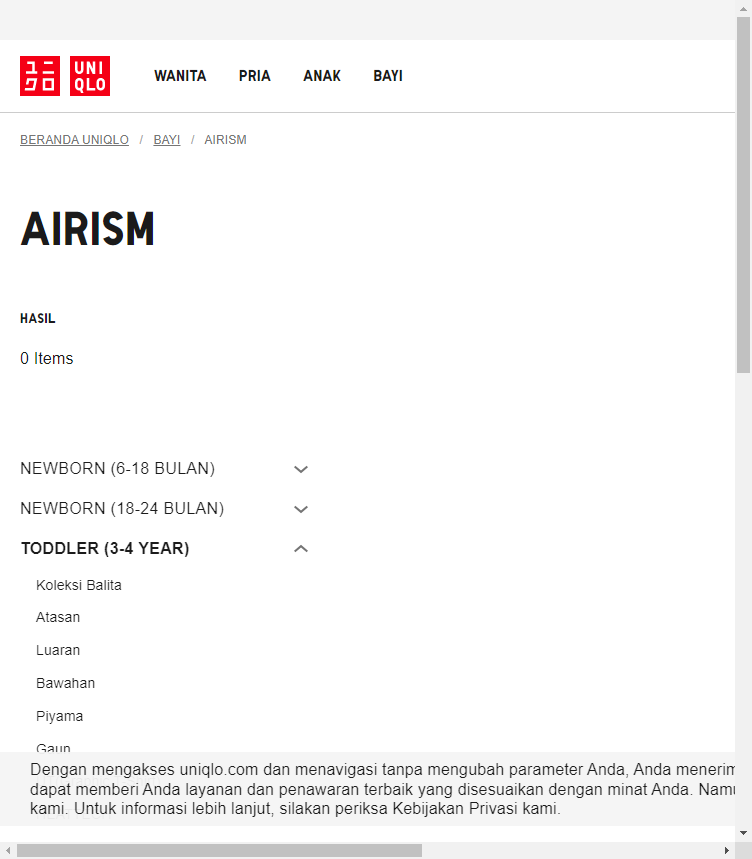 ユニ UNI
クロ QLO
WANITA PRIA ANAK BAYI
BERANDA UNIQLO / BAYI / AIRISM
AIRISM
HASIL
0 Items
NEWBORN (6-18 BULAN)
NEWBORN (18-24 BULAN)
TODDLER (3-4 YEAR)
Koleksi Balita
Atasan
Luaran
Bawahan
Piyama
Gaun
Dengan mengakses uniqlo.com dan menavigasi tanpa mengubah parameter Anda, Anda menerim
dapat memberi Anda layanan dan penawaran terbaik yang disesuaikan dengan minat Anda. Namu
kami. Untuk informasi lebih lanjut, silakan periksa Kebijakan Privasi kami.